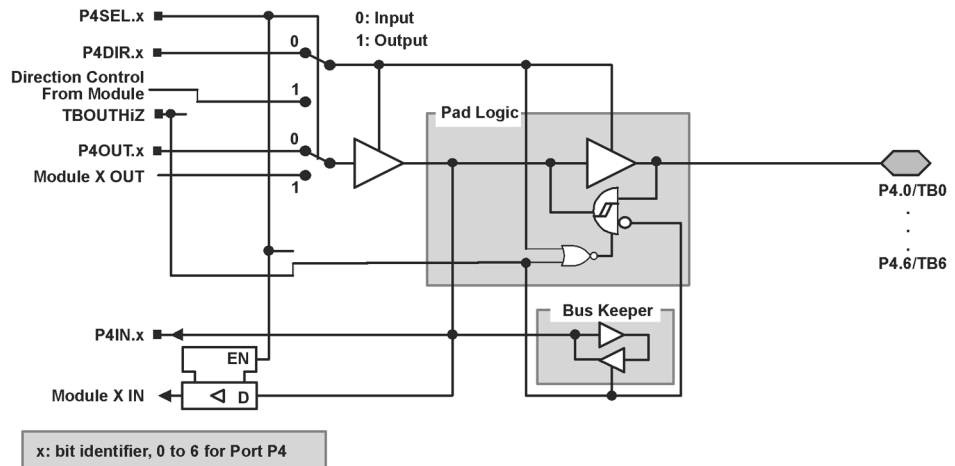 P4SEL.x
0: Input
1: Output
P4DIR.x
0
Direction Control
From Module
1
TBOUTHiZ
Pad Logic
P4OUT.x
0
Module X OUT
1
P4.0/TB0
.
.
.
P4.6/TB6
Bus Keeper
P4IN.x
EN
Module X IN
D
x: bit identifier, 0 to 6 for Port P4